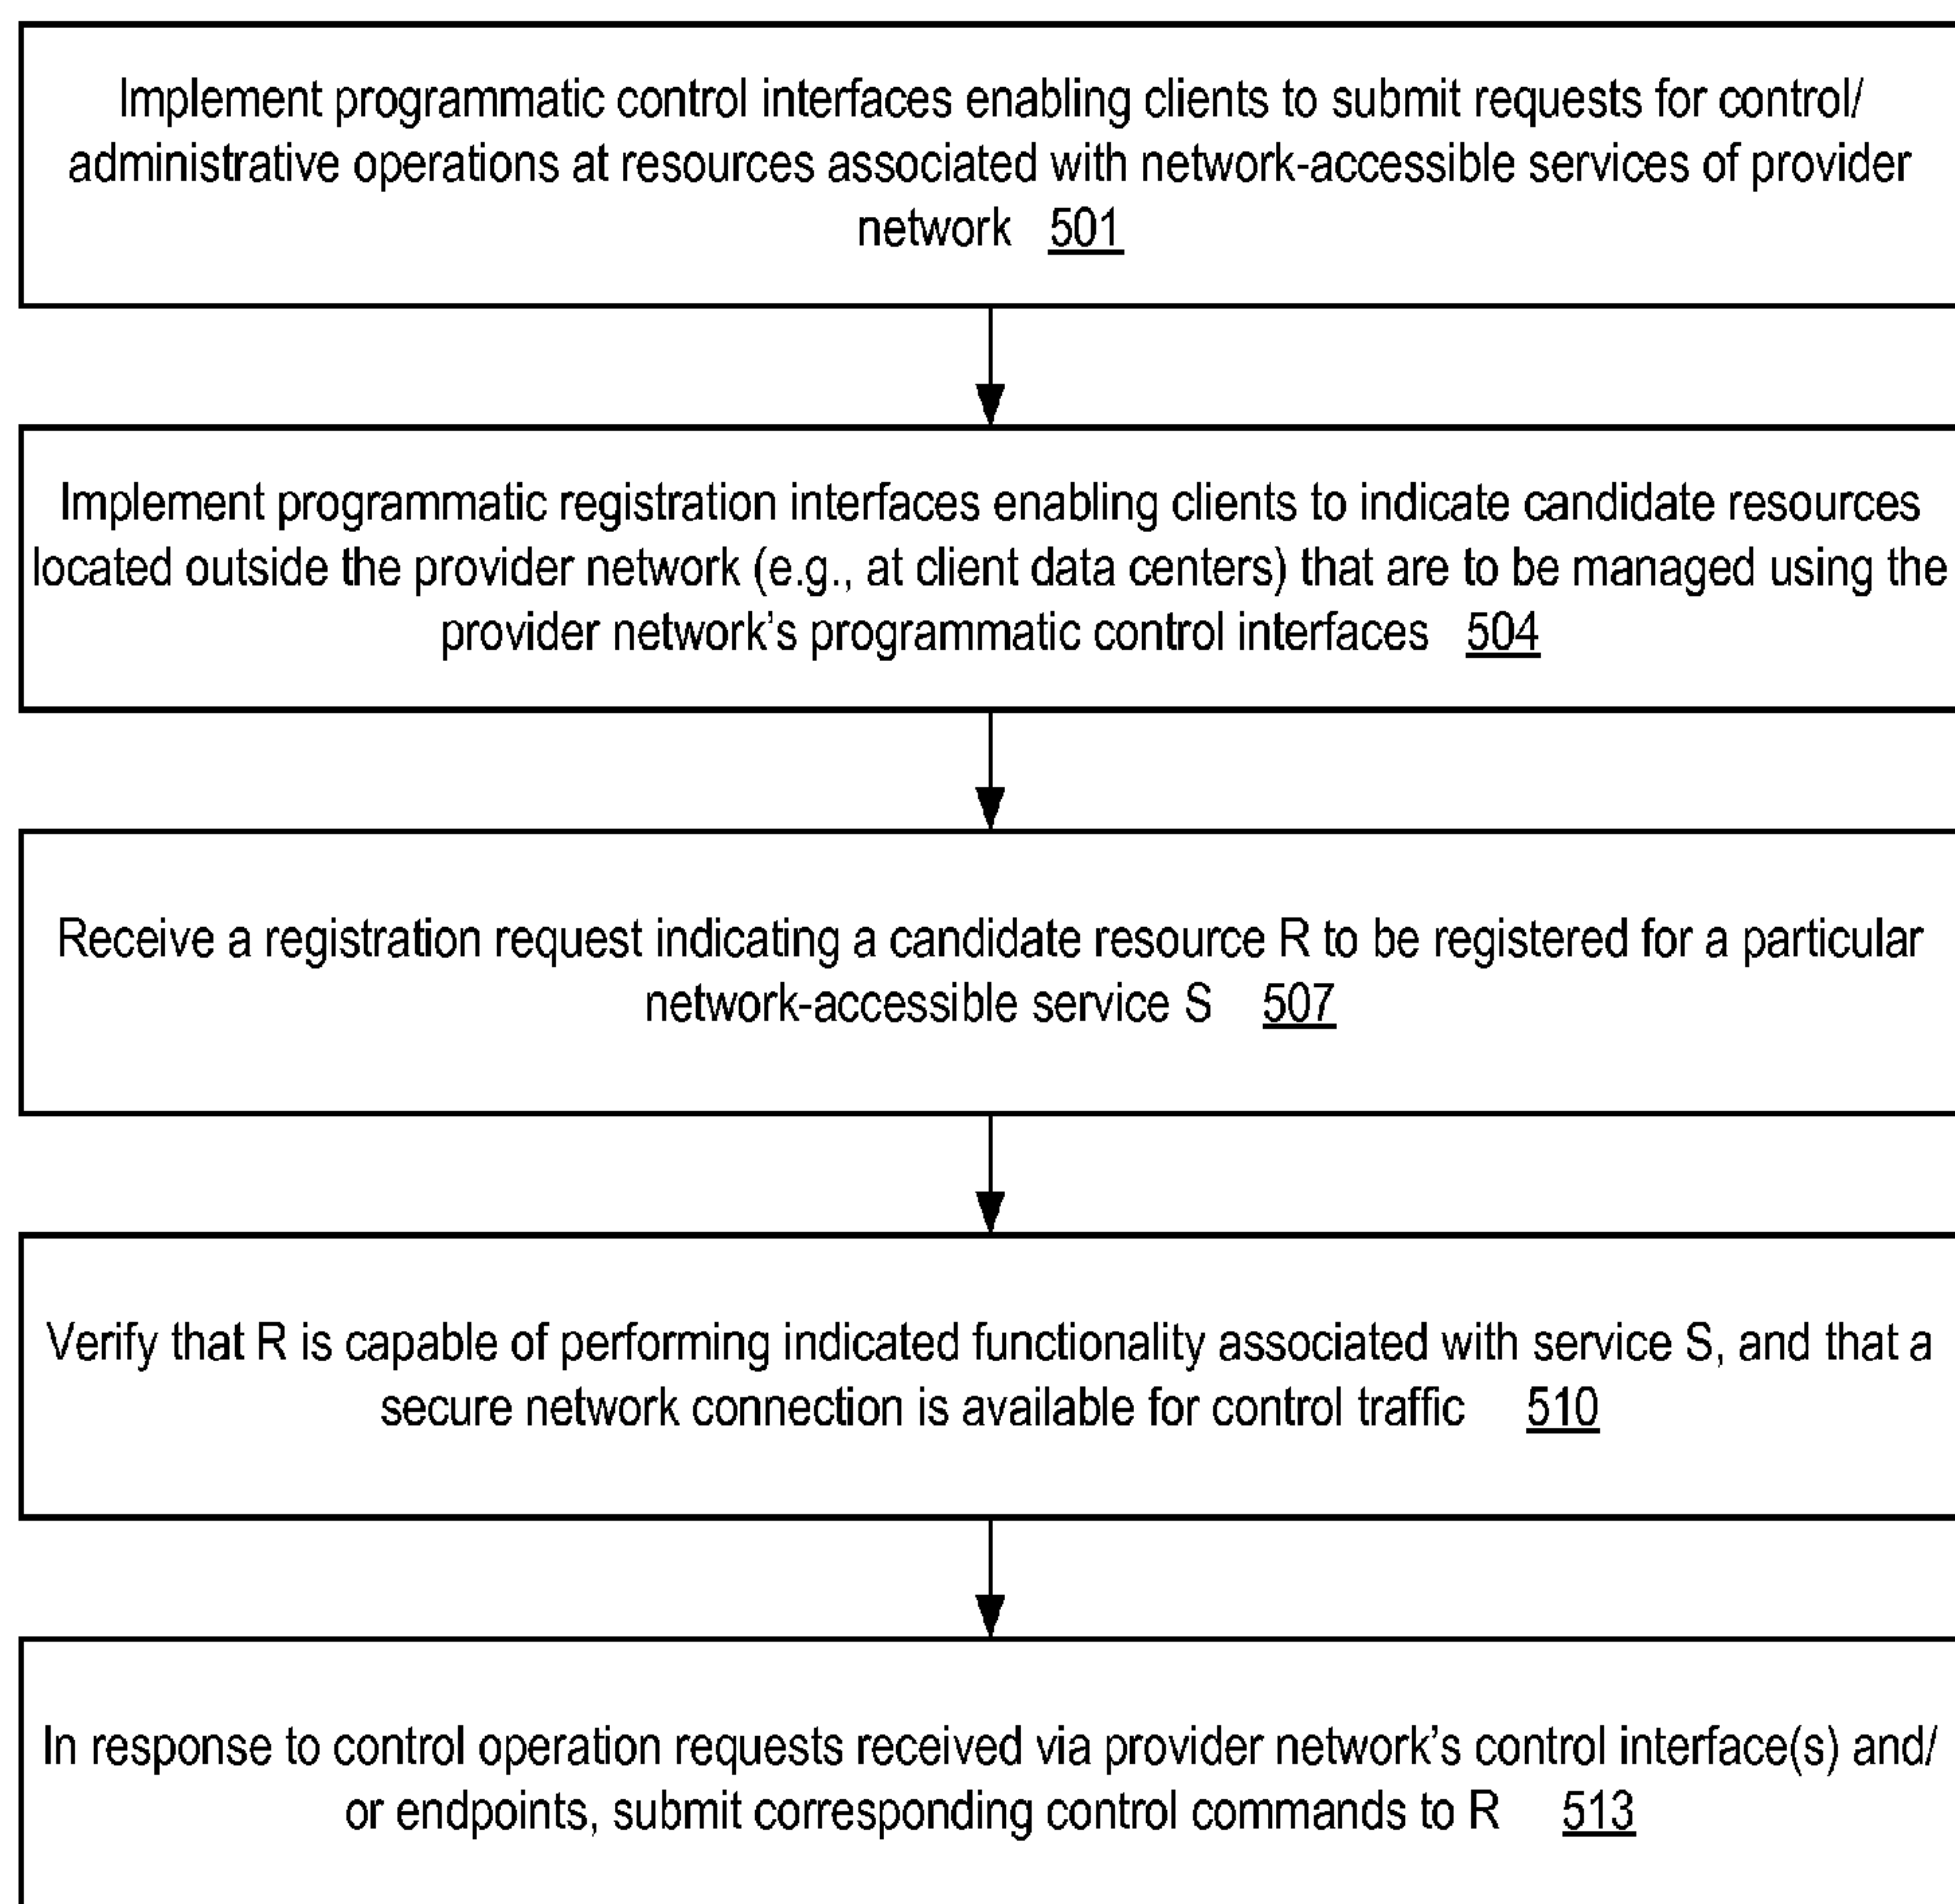 Implement programmatic control interfaces enabling clients to submit requests for control/
administrative operations at resources associated with network-accessible services of provider
network 501
Implement programmatic registration interfaces enabling clients to indicate candidate resources
located outside the provider network (e.g., at client data centers) that are to be managed using the
provider network’s programmatic control interfaces 504
Receive a registration request indicating a candidate resource R to be registered for a particular
network-accessible service S 507
Verify that R is capable of performing indicated functionality associated with service S, and that a
secure network connection is available for control traffic 510
In response to control operation requests received via provider network’s control interface(s) and/
or endpoints, submit corresponding control commands to R 513